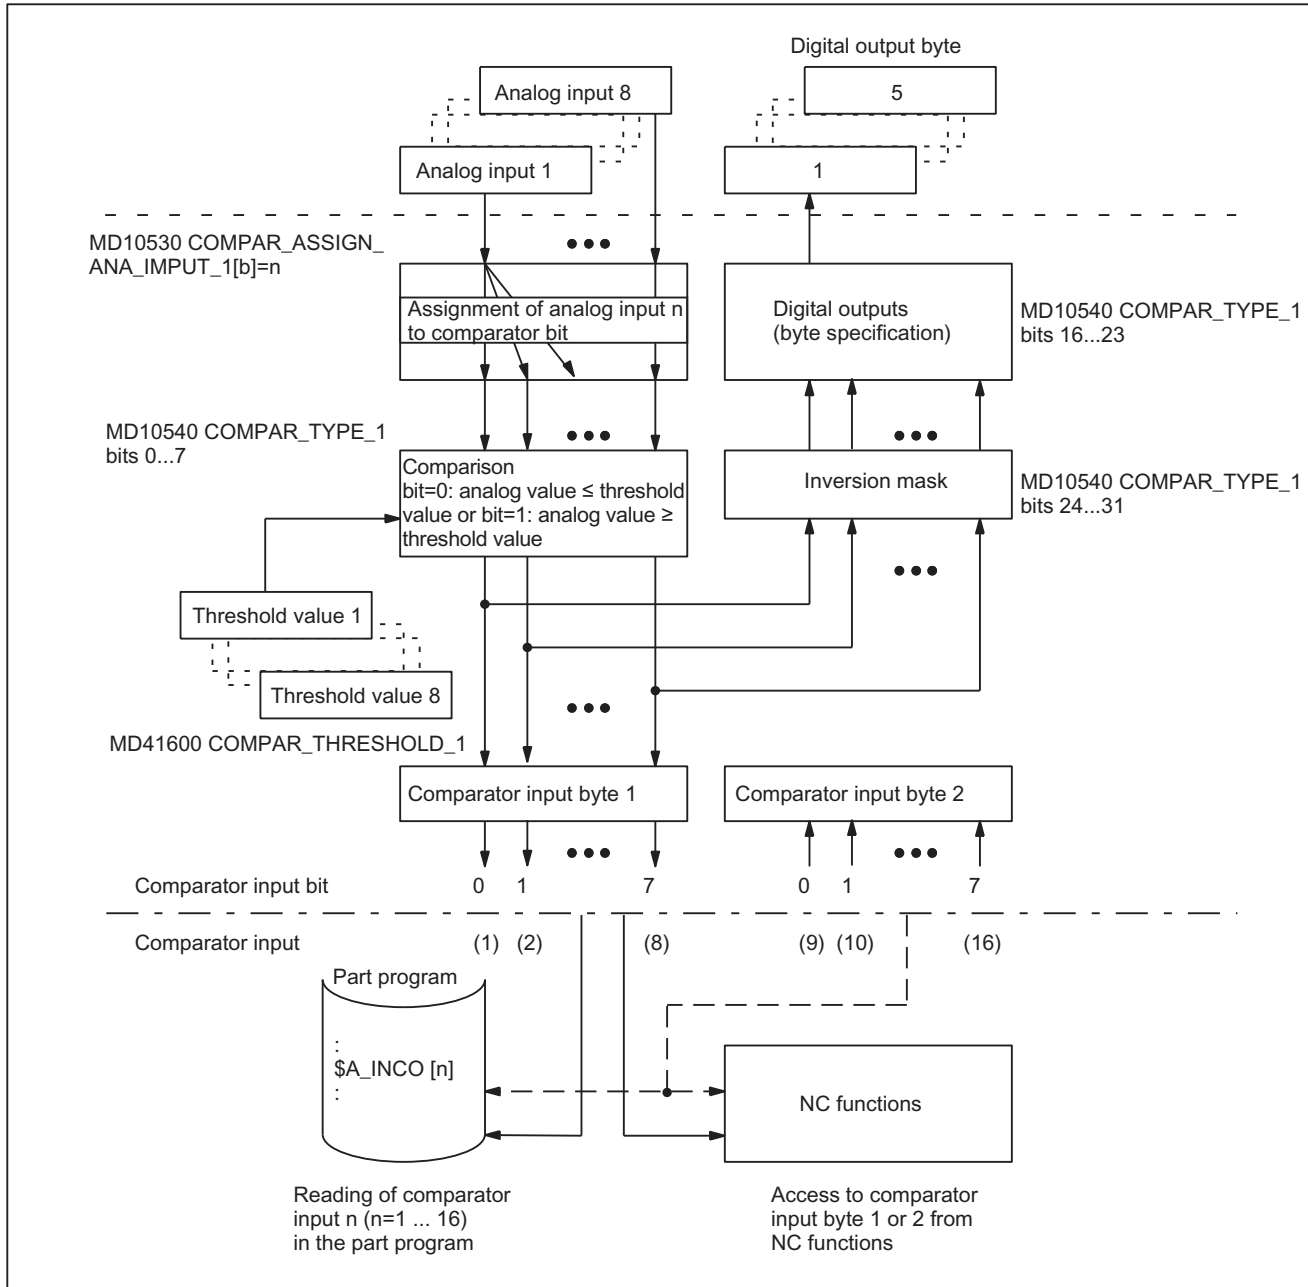 Digital output byte
Analog input 8
5
Analog input 1
1
MD10530 COMPAR_ASSIGN_
ANA_IMPUT_1[b]=n
Assignment of analog input n
to comparator bit
Digital outputs
(byte specification)
MD10540 COMPAR_TYPE_1
bits 16...23
MD10540 COMPAR_TYPE_1
bits 0...7
Comparison
bit=0: analog value ≤ threshold
value or bit=1: analog value ≥
threshold value
Inversion mask
MD10540 COMPAR_TYPE_1
bits 24...31
Threshold value 1
Threshold value 8
MD41600 COMPAR_THRESHOLD_1
Comparator input byte 1
Comparator input byte 2
Comparator input bit 0 1 7 0 1 7
Comparator input (1) (2) (8) (9) (10) (16)
Part program
:
$A_INCO [n]
:
NC functions
Reading of comparator
input n (n=1 ... 16)
in the part program
Access to comparator
input byte 1 or 2 from
NC functions